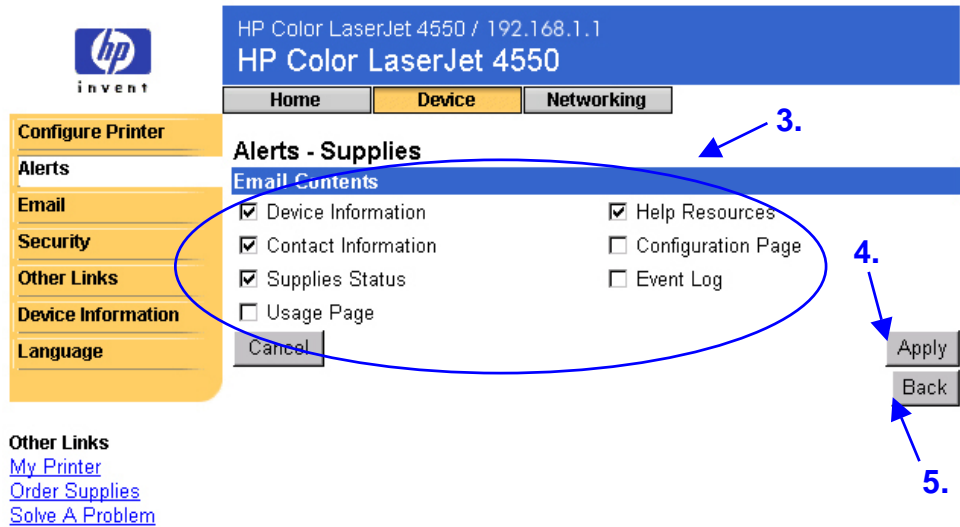 hp
invent
HP Color LaserJet 4550 / 192.168.1.1
HP Color LaserJet 4550
Home Device Networking
Configure Printer
Alerts
Email
Security
Other Links
Device Information
Language
3.
Alerts - Supplies
Email Contents
Device Information Help Resources
Contact Information Configuration Page
Supplies Status Event Log
Usage Page
4.
Cancel Apply
Back
5.
Other Links
My Printer
Order Supplies
Solve A Problem